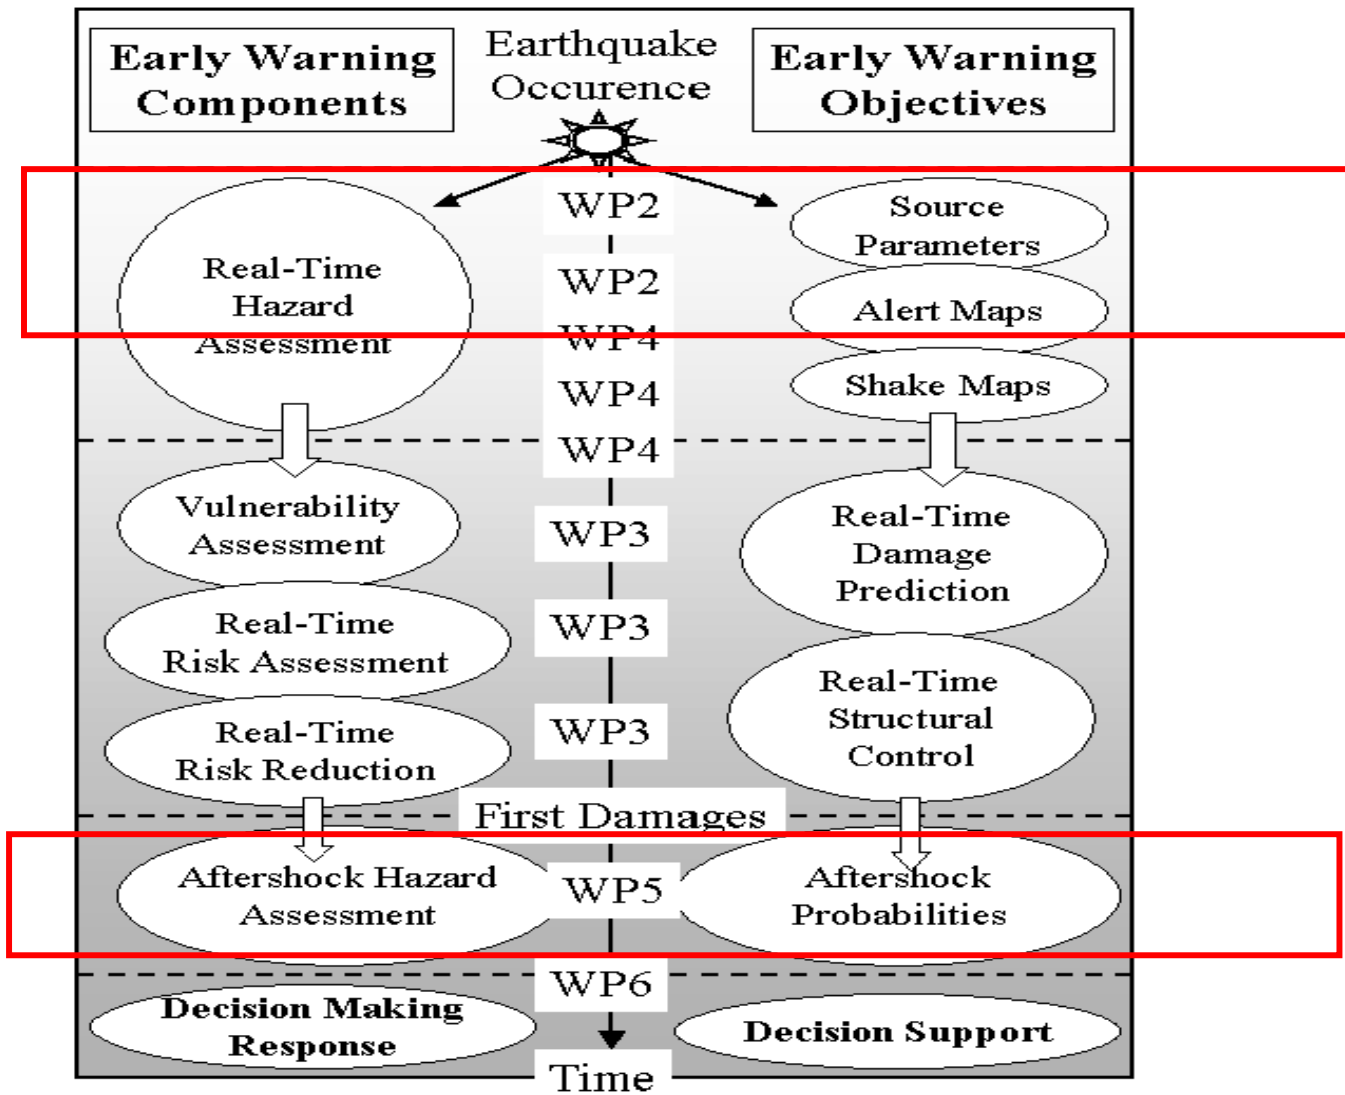 Early Warning
Components
Earthquake
Occurence
Early Warning
Objectives
WP2
WP2
WP4
WP4
WP4
WP3
WP3
WP3
Real-Time
Hazard
Assessment
Source
Parameters
Alert Maps
Shake Maps
Vulnerability
Assessment
Real-Time
Risk Assessment
Real-Time
Risk Reduction
Real-Time
Damage
Prediction
Real-Time
Structural
Control
First Damages
Aftershock Hazard
Assessment
WP5
Aftershock
Probabilities
WP6
Decision Making
Response
Decision Support
Time